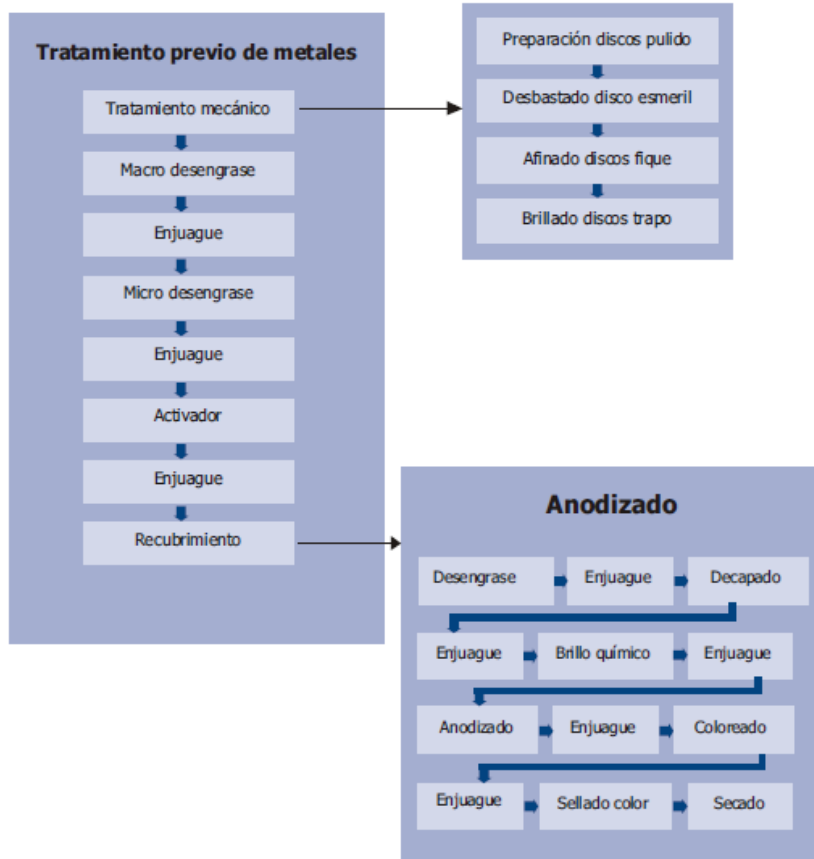 Tratamiento previo de metales
Tratamiento mecánico
Macro desengrase
Enjuague
Micro desengrase
Enjuague
Activador
Enjuague
Recubrimiento
Preparación discos pulido
Desbastado disco esmeril
Afinado discos fique
Brillado discos trapo
Anodizado
Desengrase
Enjuague
Decapado
Enjuague
Brillo químico
Enjuague
Anodizado
Enjuague
Coloreado
Enjuague
Sellado color
Secado